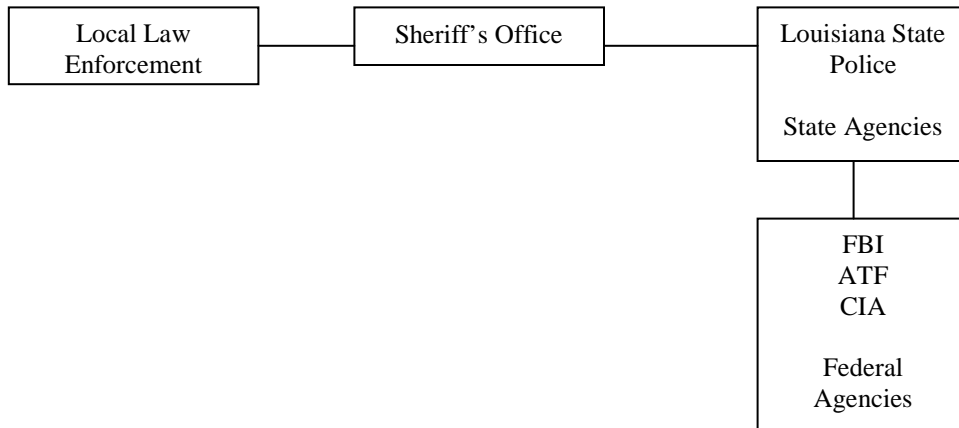 Local Law
Enforcement
Sheriff’s Office
Louisiana State
Police
State Agencies
FBI
ATF
CIA
Federal
Agencies